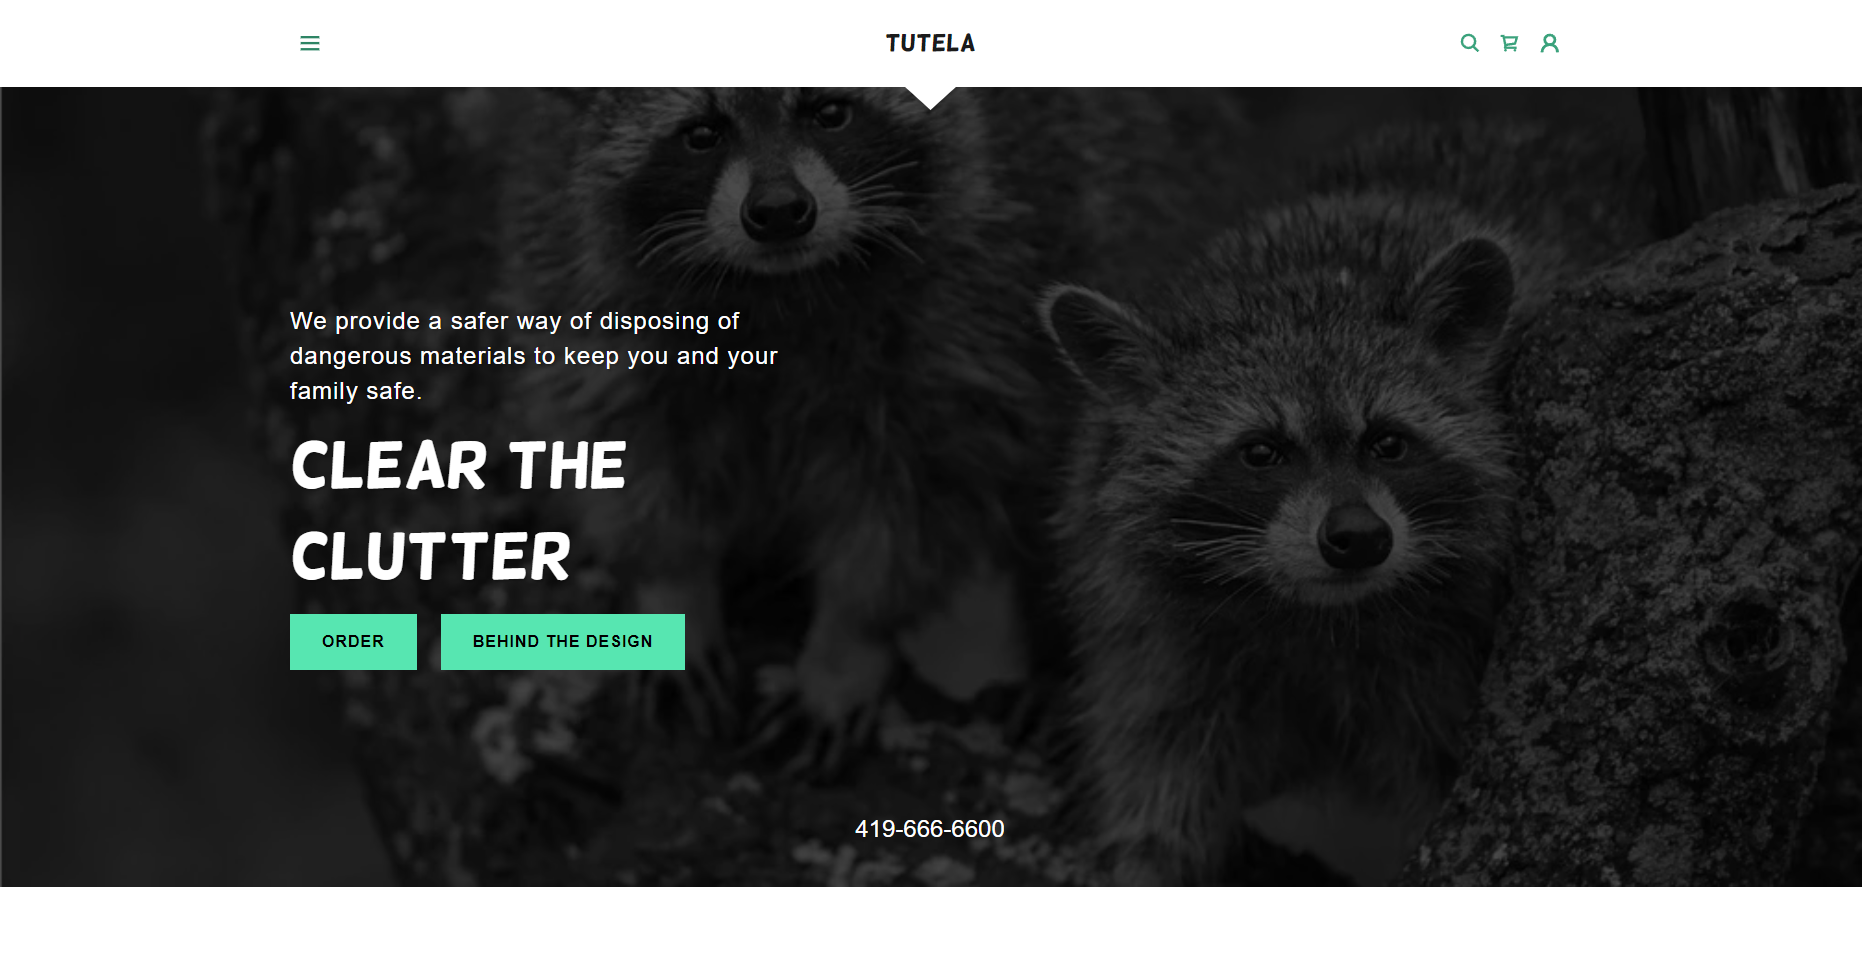 TUTELA
We provide a safer way of disposing of
dangerous materials to keep you and your
family safe.
CLEAR THE
CLUTTER
ORDER
BEHIND THE DESIGN
419-666-6600